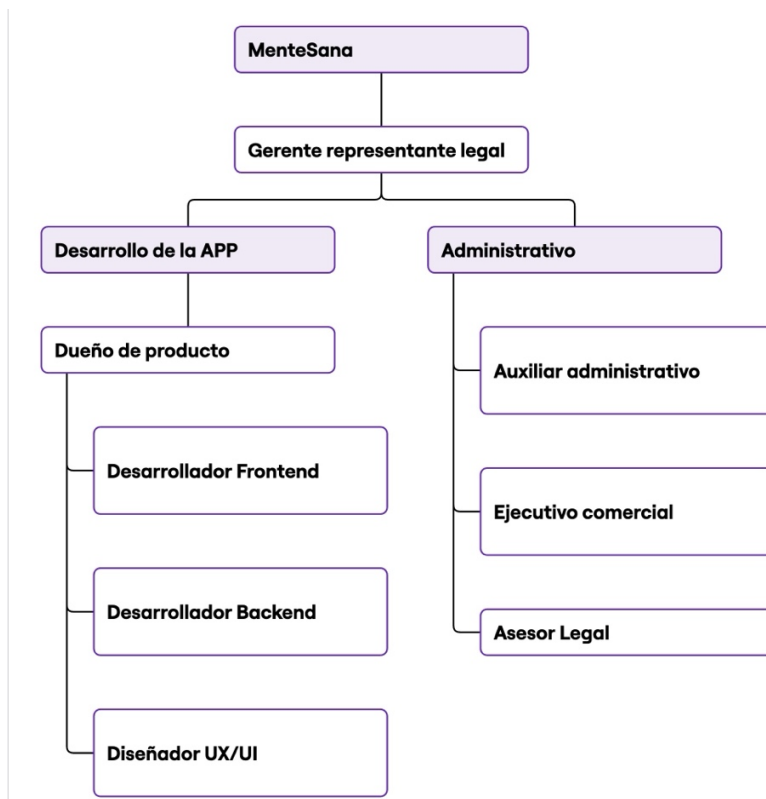 MenteSana
Gerente representante legal
Desarrollo de la APP
Administrativo
Dueño de producto
Auxiliar administrativo
Desarrollador Frontend
Ejecutivo comercial
Desarrollador Backend
Asesor Legal
Diseñador UX/UI